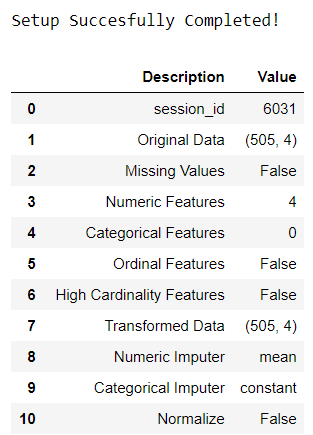 Setup Succesfully Completed!
Description Value
0 session_id 6031
1 Original Data (505, 4)
2 Missing Values False
3 Numeric Features 4
4 Categorical Features 0
5 Ordinal Features False
6 High Cardinality Features False
7 Transformed Data (505, 4)
8 Numeric Imputer mean
9 Categorical Imputer constant
10 Normalize False